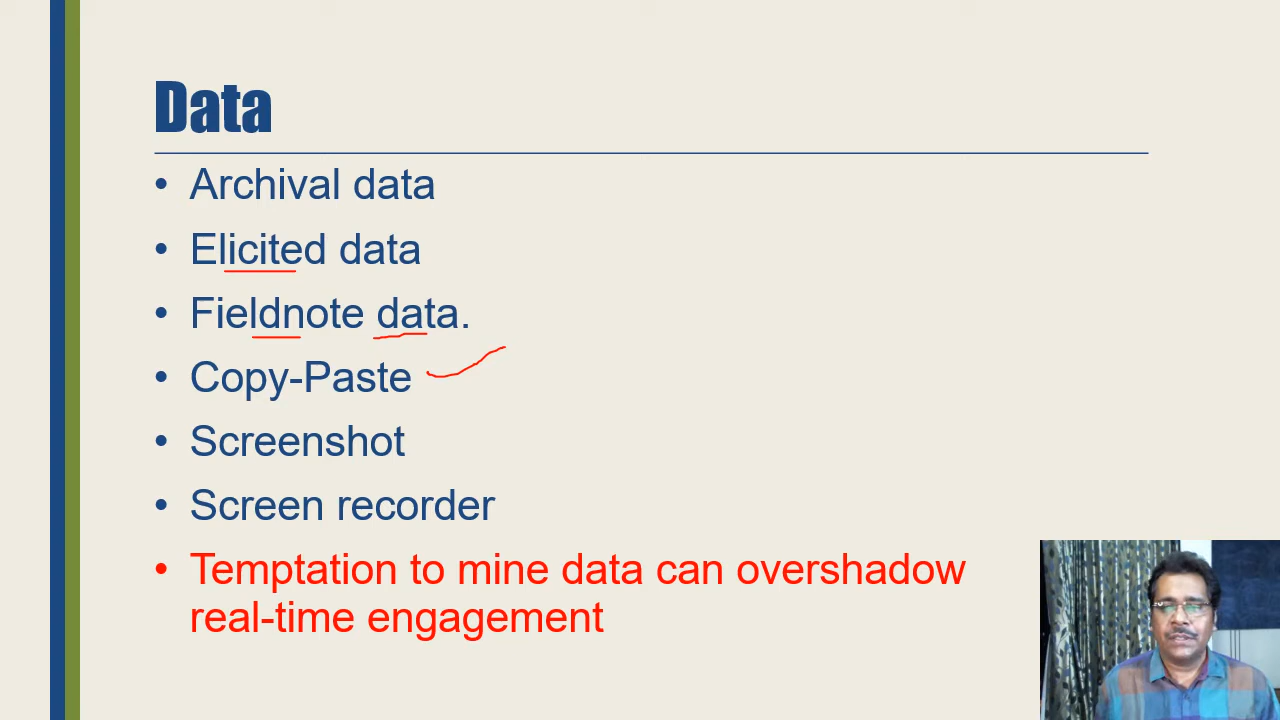 Data
• Archival data
• Elicited data
• Fieldnote data.
• Copy-Paste
• Screenshot
• Screen recorder
• Temptation to mine data can overshadow
real-time engagement